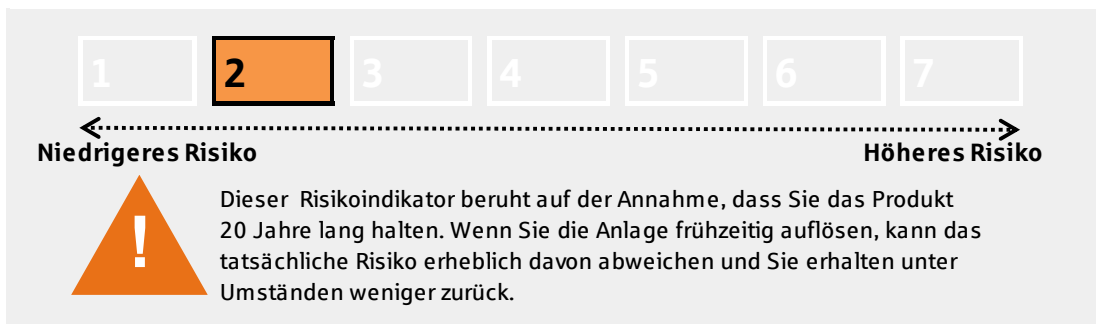 1 2 3 4 5 6 7
Niedrigeres Risiko Höheres Risiko
!
Dieser Risikoindikator beruht auf der Annahme, dass Sie das Produkt
20 Jahre lang halten. Wenn Sie die Anlage frühzeitig auflösen, kann das
tatsächliche Risiko erheblich davon abweichen und Sie erhalten unter
Umständen weniger zurück.